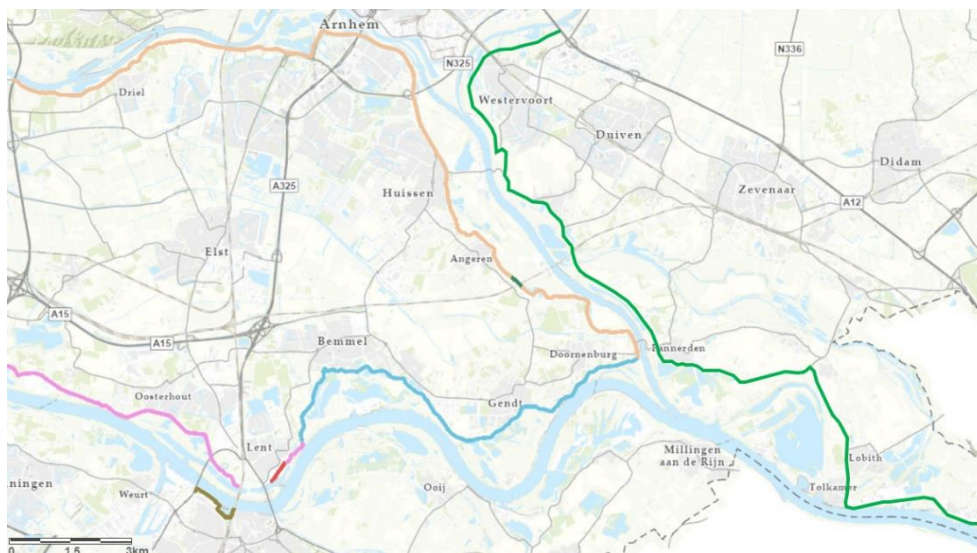 Arnhem
N336
N325
Driel
Westervoort
Duiven
Didam
A325
Huissen
Zevenaar
A12
Elst
Angeren
A15
A15
Bemmel
Doornenburg
Pannerden
Oosterhout
Gendt
Lent
Millingen
aan de Rijn
Lobith
ningen
Weurt
Ooij
Tolkamer
0 1.5 3km